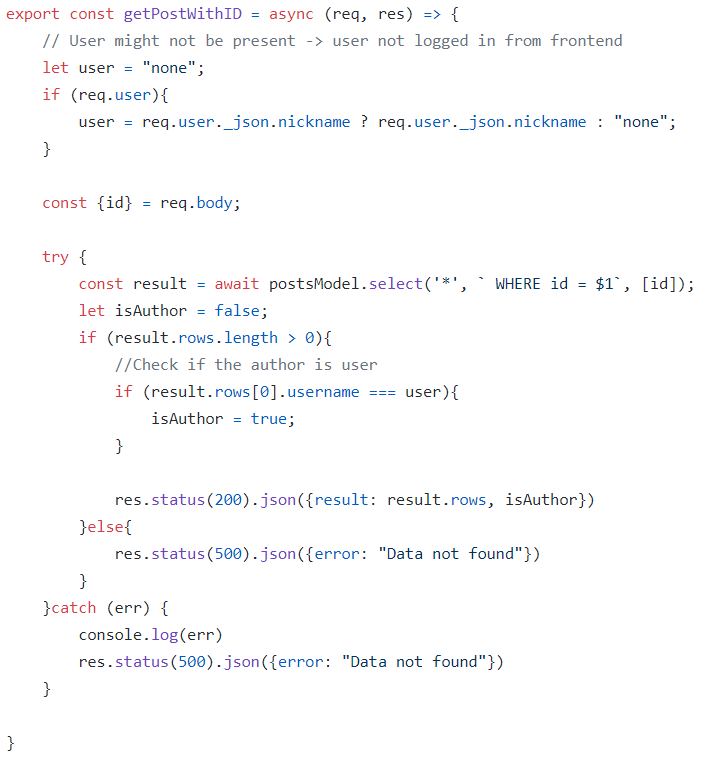 export const getPostWithID = async (req, res) => {
    // User might not be present -> user not logged in from frontend
    let user = "none";
    if (req.user){
        user = req.user._json.nickname ? req.user._json.nickname : "none";
    }

    const {id} = req.body;

    try {
        const result = await postsModel.select('*', ` WHERE id = $1`, [id]);
        let isAuthor = false;
        if (result.rows.length > 0){
            //Check if the author is user
            if (result.rows[0].username === user){
                isAuthor = true;
            }

            res.status(200).json({result: result.rows, isAuthor})
        }else{
            res.status(500).json({error: "Data not found"})
        }
    }catch (err) {
        console.log(err)
        res.status(500).json({error: "Data not found"})
    }

}